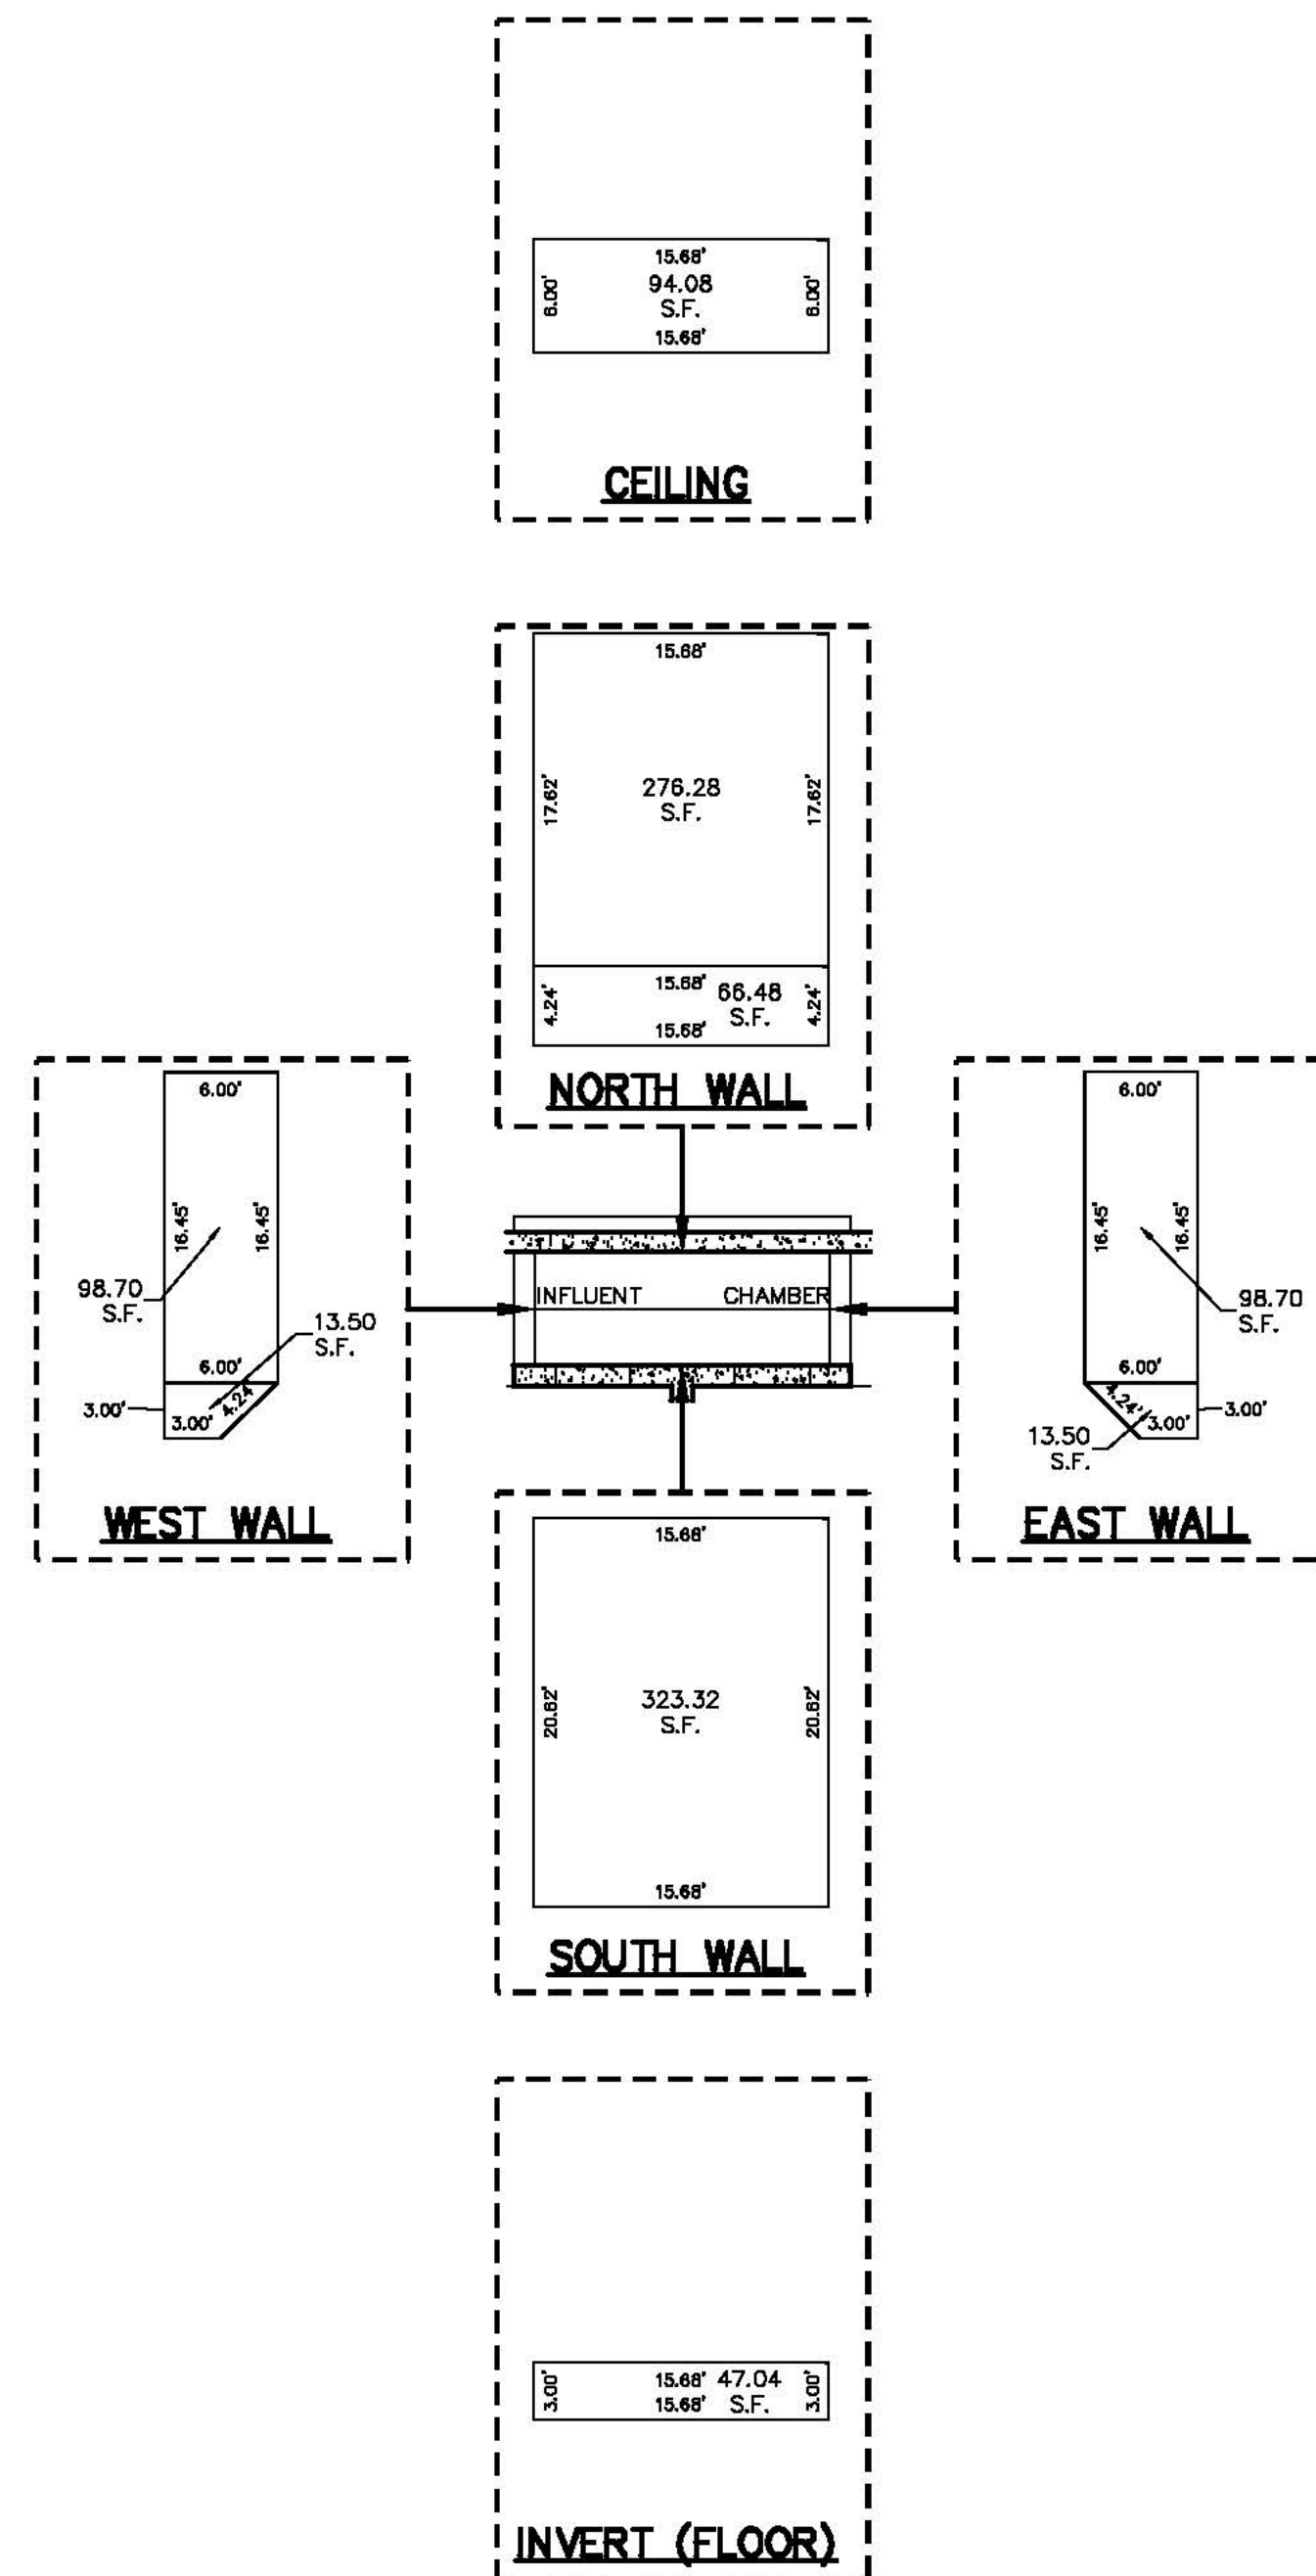 15.68'
94.08
S.F.
6.00'
6.00'
15.68'
CEILING
15.68'
17.62'
276.28
S.F.
17.62'
4.24'
15.68'
66.48
S.F.
4.24'
15.68'
NORTH WALL
6.00'
16.45'
16.45'
98.70
S.F.
13.50
S.F.
6.00'
3.00'
3.00'
4.24'
WEST WALL
INFLUENT CHAMBER
6.00'
16.45'
16.45'
98.70
S.F.
6.00'
4.24'
3.00'
3.00'
13.50
S.F.
EAST WALL
15.68'
20.62'
323.32
S.F.
20.62'
15.68'
SOUTH WALL
3.00'
15.68' 47.04
15.68' S.F.
3.00'
INVERT (FLOOR)